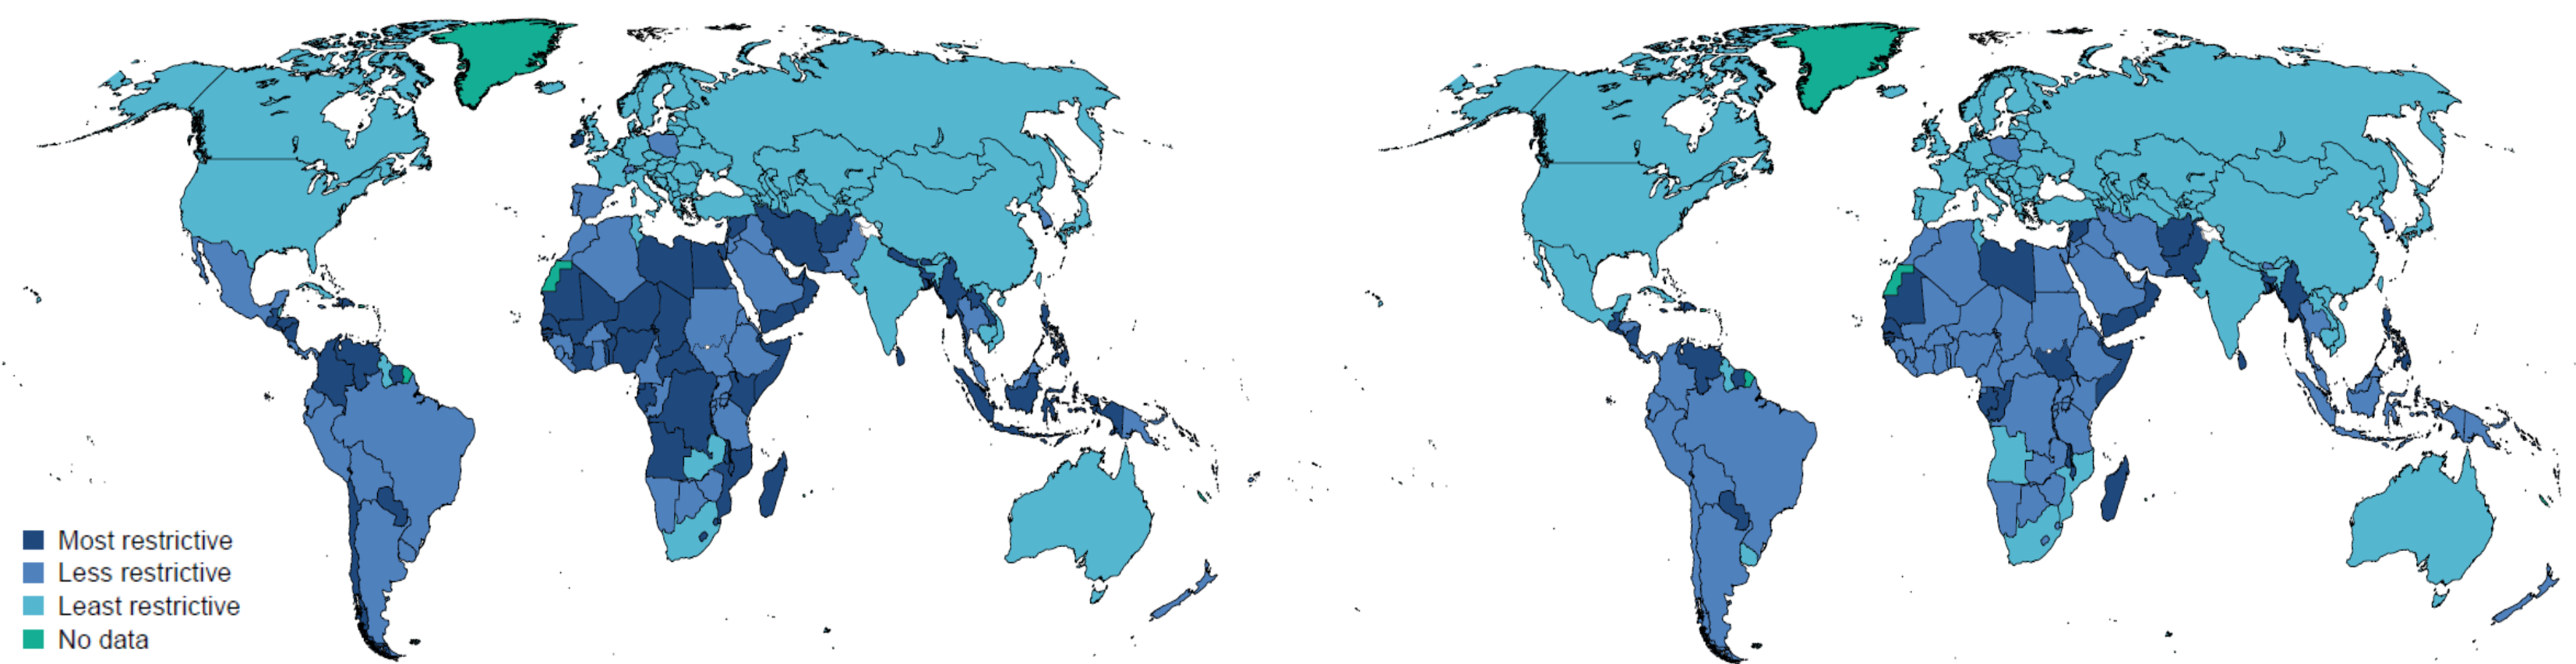 Most restrictive
Less restrictive
Least restrictive
No data